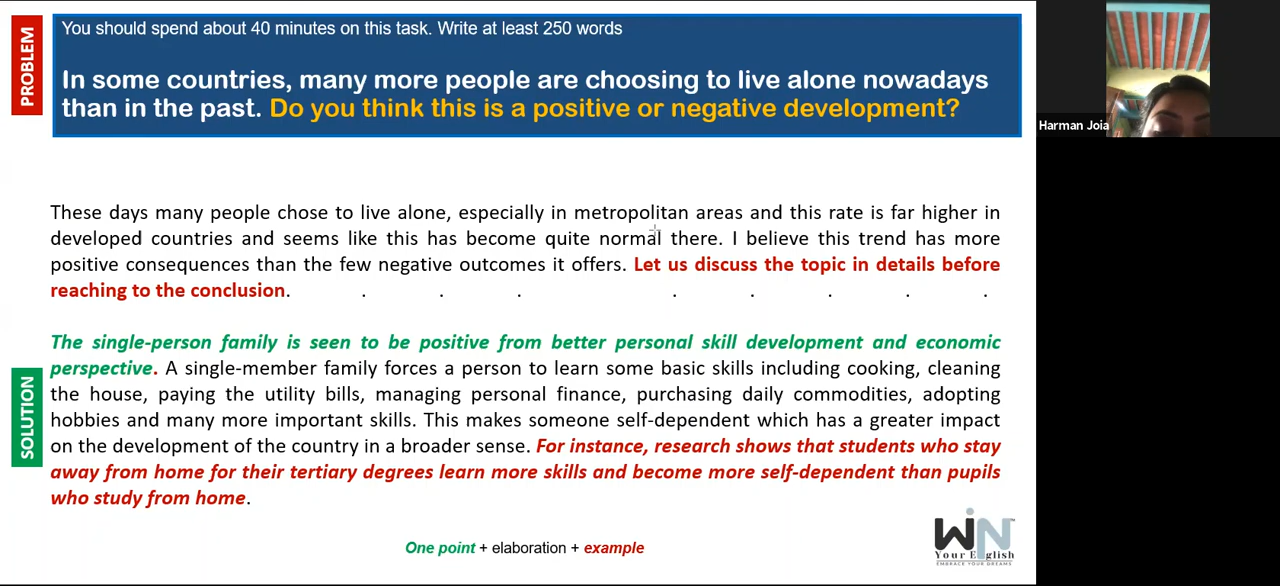 PROBLEM
You should spend about 40 minutes on this task. Write at least 250 words
In some countries, many more people are choosing to live alone nowadays
than in the past. Do you think this is a positive or negative development?
Harman Joia
These days many people chose to live alone, especially in metropolitan areas and this rate is far higher in
developed countries and seems like this has become quite normal there. I believe this trend has more
positive consequences than the few negative outcomes it offers. Let us discuss the topic in details before
reaching to the conclusion. . . . . . . . .
SOLUTION
The single-person family is seen to be positive from better personal skill development and economic
perspective. A single-member family forces a person to learn some basic skills including cooking, cleaning
the house, paying the utility bills, managing personal finance, purchasing daily commodities, adopting
hobbies and many more important skills. This makes someone self-dependent which has a greater impact
on the development of the country in a broader sense. For instance, research shows that students who stay
away from home for their tertiary degrees learn more skills and become more self-dependent than pupils
who study from home.
One point + elaboration + example
WiN™
Your English
EMBRACE YOUR DREAMS